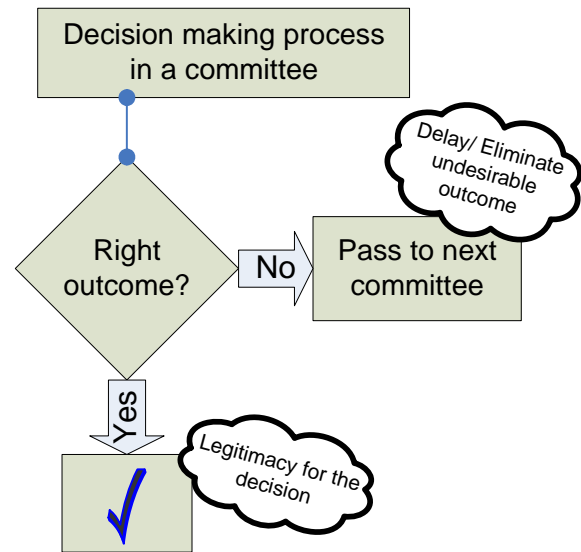 Decision making process
in a committee
Delay/ Eliminate
undesirable
outcome
Right
outcome?
No
Pass to next
committee
Yes
Legitimacy for the
decision